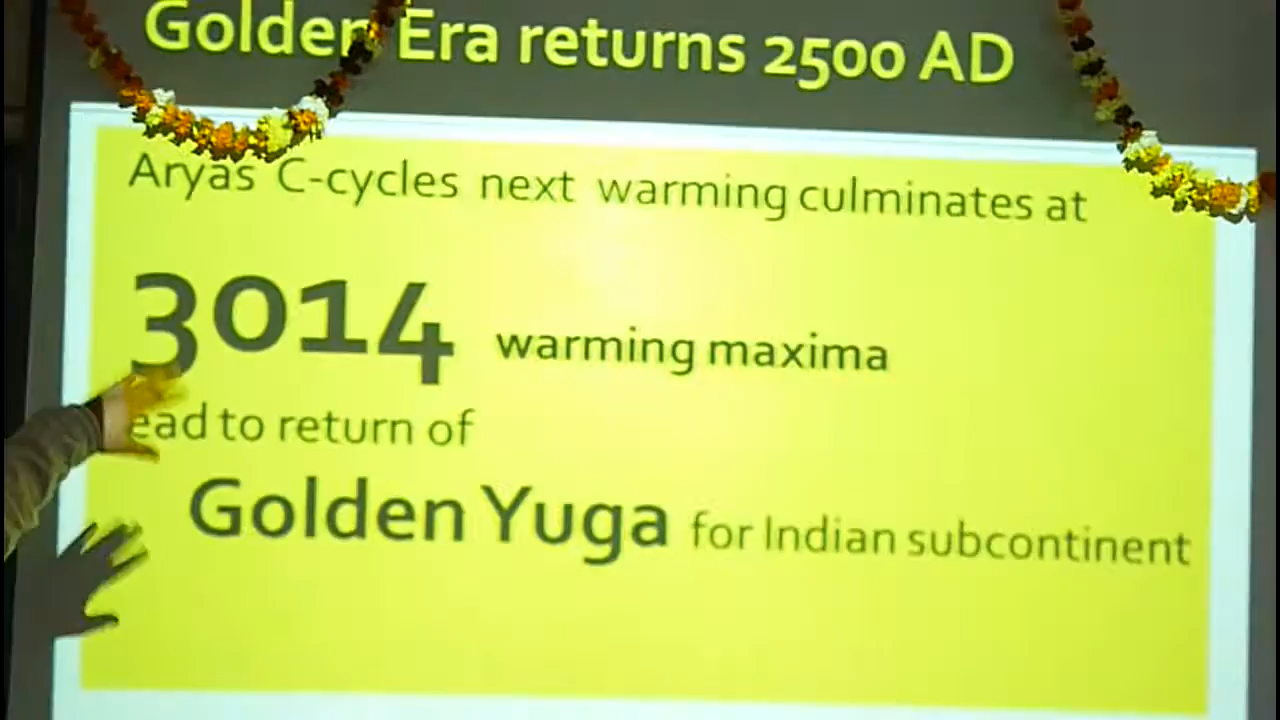 Golden Era returns 2500 AD
Aryas C-cycles next warming culminates at
3014 warming maxima
ead to return of
Golden Yuga for Indian subcontinent